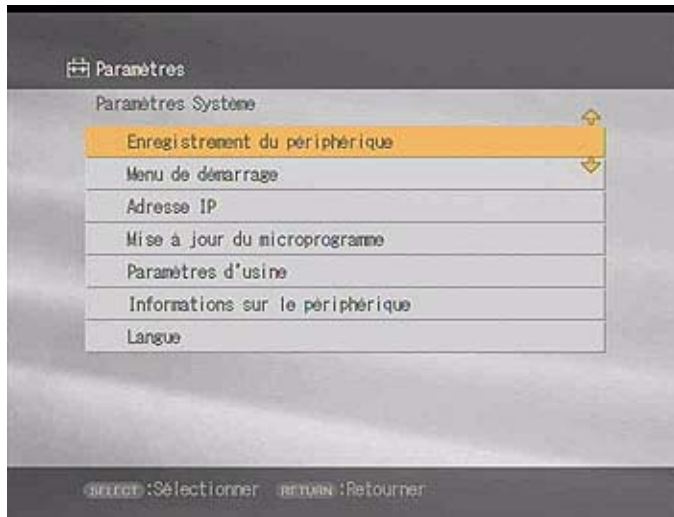 Paramètres
Paramètres Système
Enregistrement du périphérique
Menu de démarrage
Adresse IP
Mise à jour du microprogramme
Paramètres d'usine
Informations sur le périphérique
Langue
SELECT :Sélectionner RETURN :Retourner